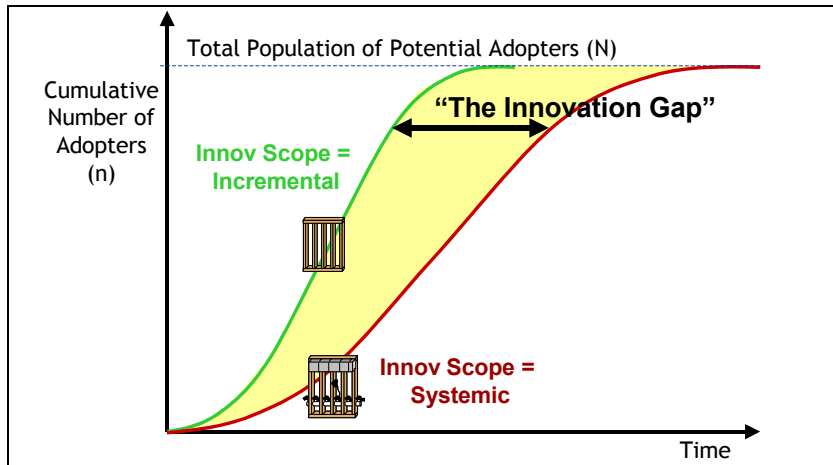 Total Population of Potential Adopters (N)
Cumulative
Number of
Adopters
(n)
“The Innovation Gap”
Innov Scope =
Incremental
Innov Scope =
Systemic
Time